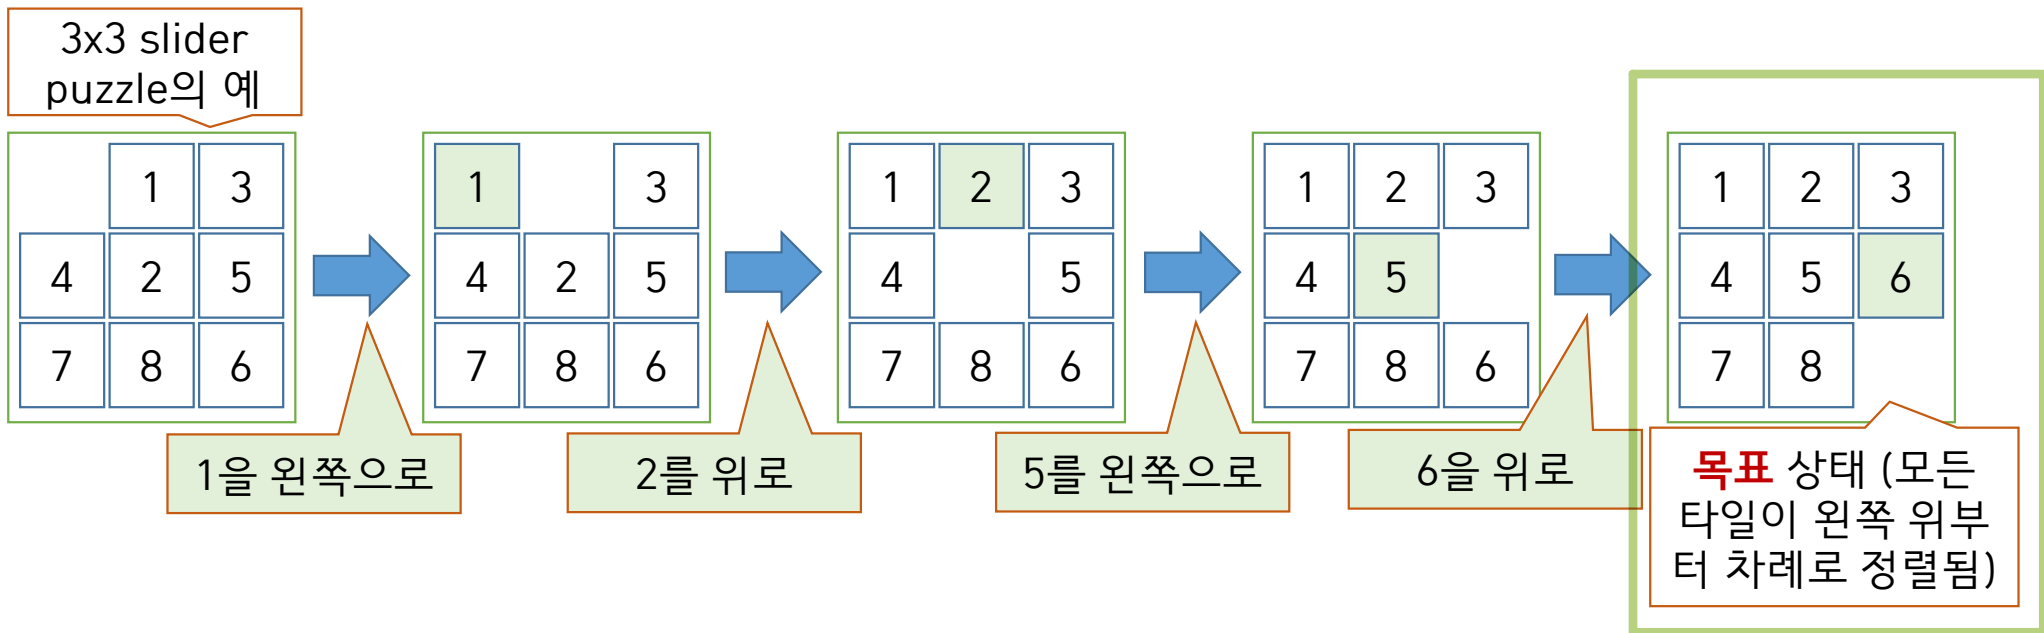 3x3 slider
puzzle의 예
1 3
4 2 5
7 8 6
1 3
4 2 5
7 8 6
1 2 3
4 5
7 8 6
1 2 3
4 5
7 8 6
1 2 3
4 5 6
7 8
1을 왼쪽으로
2를 위로
5를 왼쪽으로
6을 위로
목표 상태 (모든
타일이 왼쪽 위부
터 차례로 정렬됨)